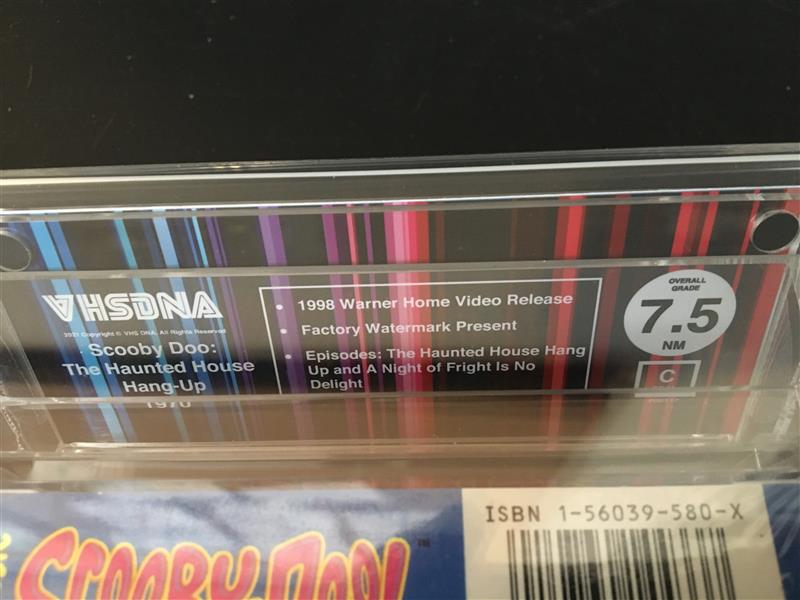 VHSDNA
2021 Copyright © VHS DNA, All Rights Reserved
Scooby Doo:
The Haunted House
Hang-Up
1970
• 1998 Warner Home Video Release
• Factory Watermark Present
• Episodes: The Haunted House Hang
Up and A Night of Fright Is No
Delight
OVERALL
GRADE
7.5
NM
C
SCOOBY-DOO! ™
ISBN 1-56039-580-X